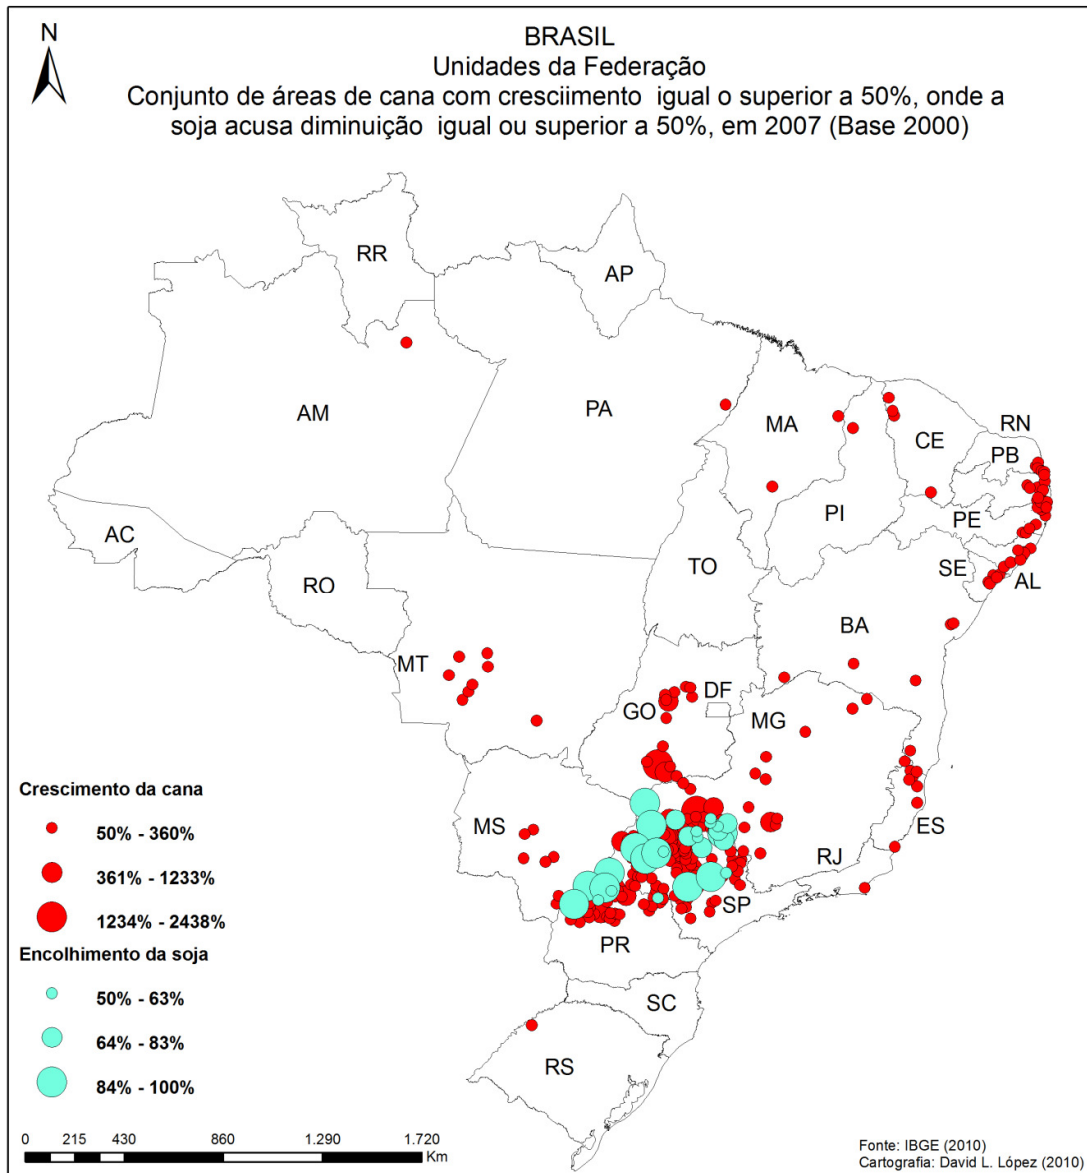 N
BRASIL
Unidades da Federação
Conjunto de áreas de cana com cresciimento igual o superior a 50%, onde a
soja acusa diminuição igual ou superior a 50%, em 2007 (Base 2000)
RR
AP
AM
PA
MA
CE
RN
PB
PI
PE
AC
TO
SE
AL
RO
BA
MT
DF
GO
MG
MS
ES
RJ
SP
PR
SC
RS
Crescimento da cana
50% - 360%
361% - 1233%
1234% - 2438%
Encolhimento da soja
50% - 63%
64% - 83%
84% - 100%
0 215 430 860 1.290 1.720
Km
Fonte: IBGE (2010)
Cartografia: David L. López (2010)